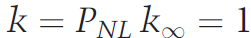 k = P_{NL} k_∞ = 1